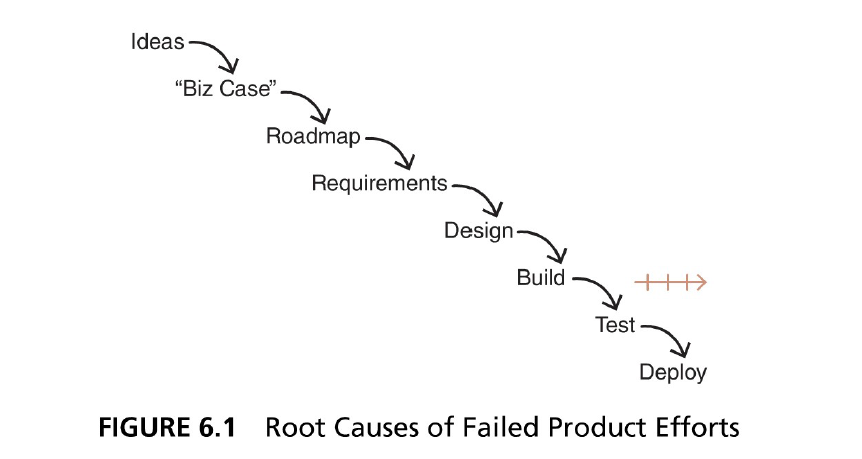 Ideas
“Biz Case”
Roadmap
Requirements
Design
Build
Test
Deploy
FIGURE 6.1 Root Causes of Failed Product Efforts